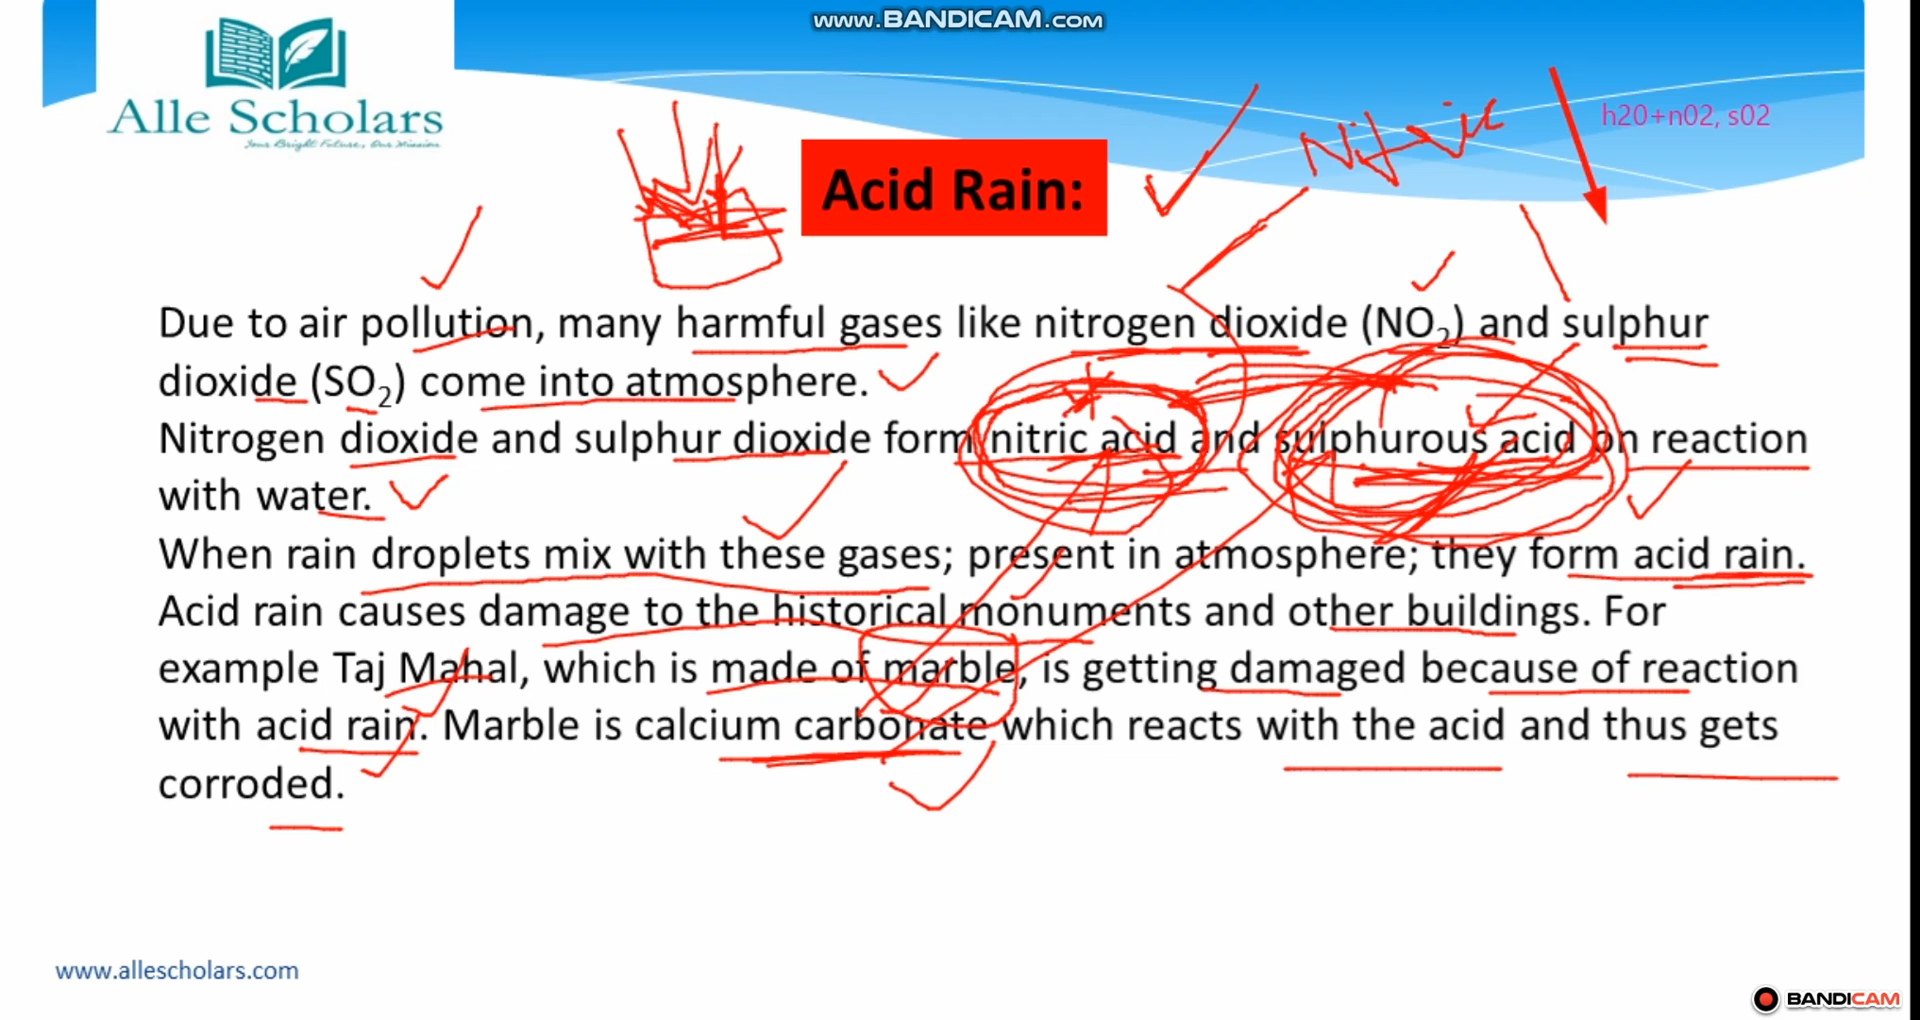 www.BANDICAM.com
Alle Scholars
Your Bright Future, Our Mission
Nitric
h20+n02, s02
Acid Rain:
Due to air pollution, many harmful gases like nitrogen dioxide (NO₂) and sulphur
dioxide (SO₂) come into atmosphere.
Nitrogen dioxide and sulphur dioxide form nitric acid and sulphurous acid on reaction
with water.
When rain droplets mix with these gases; present in atmosphere; they form acid rain.
Acid rain causes damage to the historical monuments and other buildings. For
example Taj Mahal, which is made of marble, is getting damaged because of reaction
with acid rain. Marble is calcium carbonate which reacts with the acid and thus gets
corroded.
www.allescholars.com
BANDICAM